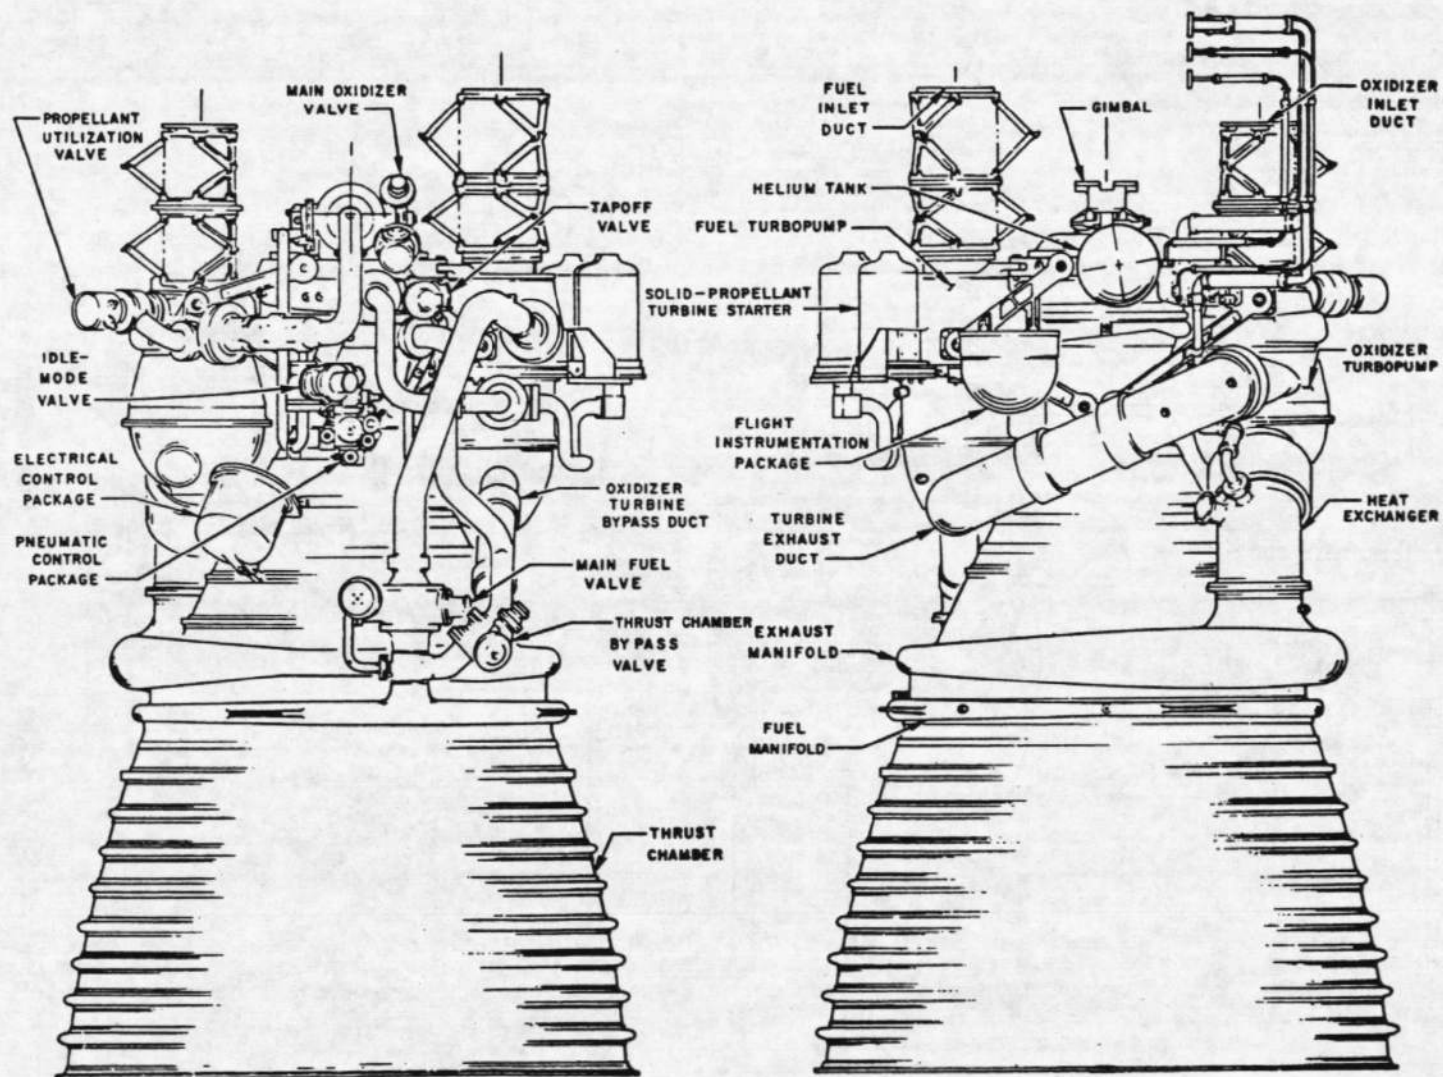 MAIN OXIDIZER
VALVE
PROPELLANT
UTILIZATION
VALVE
TAPOFF
VALVE
IDLE-
MODE
VALVE
ELECTRICAL
CONTROL
PACKAGE
PNEUMATIC
CONTROL
PACKAGE
OXIDIZER
TURBINE
BYPASS DUCT
MAIN FUEL
VALVE
THRUST CHAMBER
BYPASS
VALVE
THRUST
CHAMBER
FUEL
INLET
DUCT
GIMBAL
OXIDIZER
INLET
DUCT
HELIUM TANK
FUEL TURBOPUMP
SOLID-PROPELLANT
TURBINE STARTER
OXIDIZER
TURBOPUMP
FLIGHT
INSTRUMENTATION
PACKAGE
HEAT
EXCHANGER
TURBINE
EXHAUST
DUCT
EXHAUST
MANIFOLD
FUEL
MANIFOLD